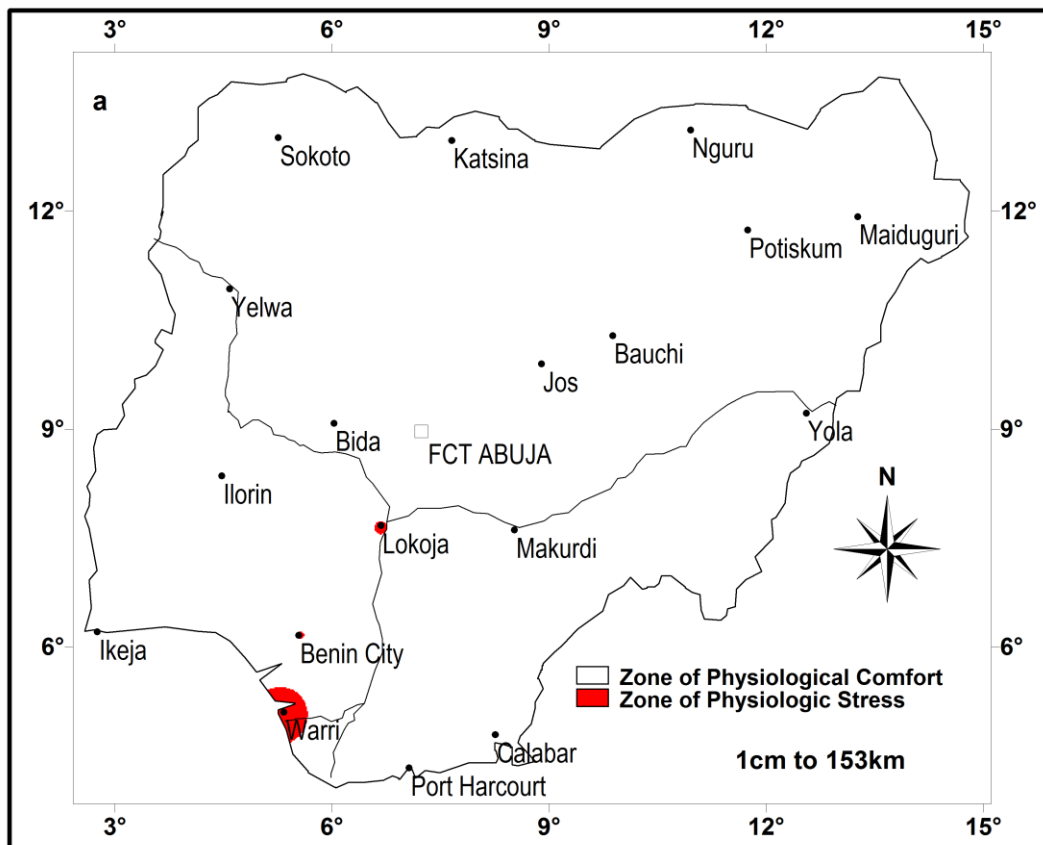 3° 6° 9° 12° 15°
a
Sokoto
Katsina
Nguru
12° 12°
Maiduguri
Potiskum
Yelwa
Bauchi
Jos
9° 9°
Bida
Yola
FCT ABUJA
N
Ilorin
Lokoja
Makurdi
6° 6°
Ikeja
Benin City
Zone of Physiological Comfort
Zone of Physiologic Stress
Warri
Calabar
1cm to 153km
Port Harcourt
3° 6° 9° 12° 15°